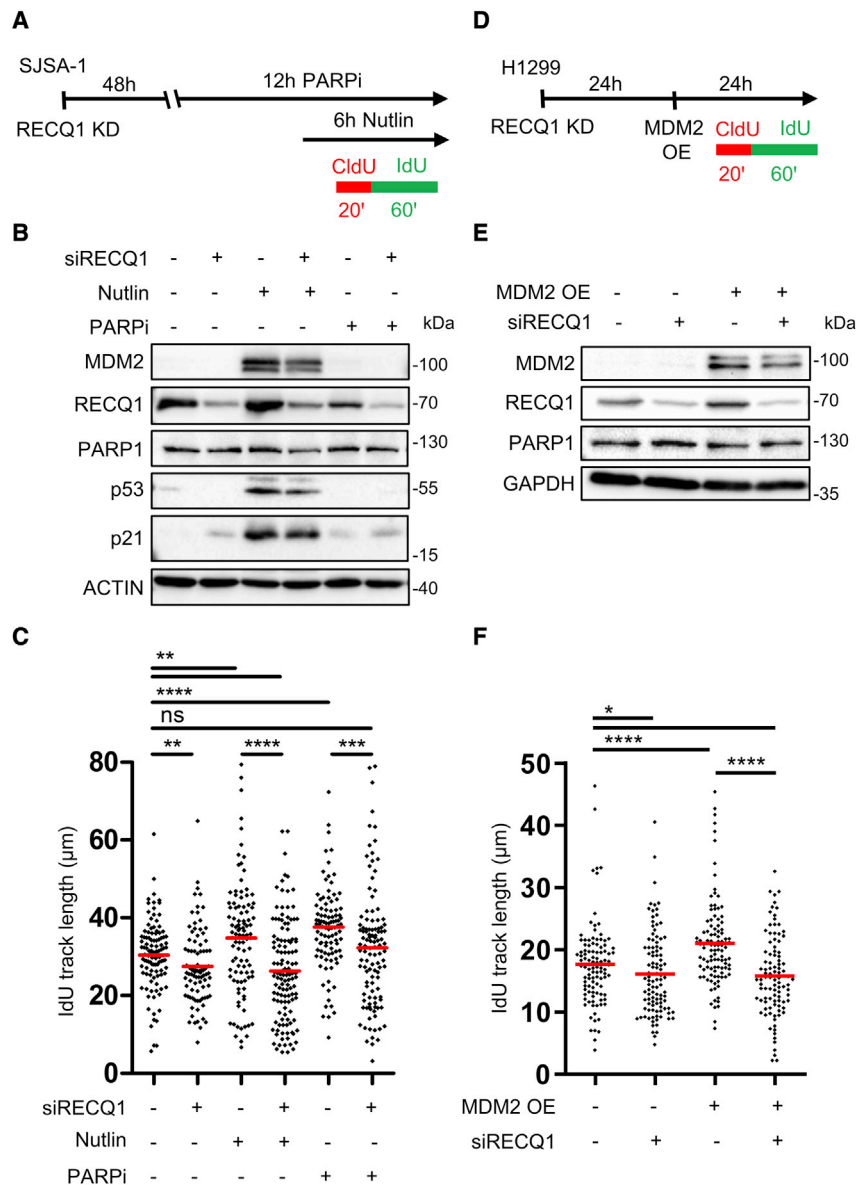 A
SJSA-1
48h
12h PARPi
RECQ1 KD
6h Nutlin
CldU IdU
20' 60'
D
H1299
24h 24h
RECQ1 KD
MDM2
OE
CldU IdU
20' 60'
B
siRECQ1 - + - + - +
Nutlin - - + + - -
PARPi - - - - + + kDa
MDM2 -100
RECQ1 -70
PARP1 -130
p53 -55
p21 -15
ACTIN -40
E
MDM2 OE - - + +
siRECQ1 - + - + kDa
MDM2 -100
RECQ1 -70
PARP1 -130
GAPDH -35
C
**
****
ns
** **** ***
IdU track length (µm)
80
60
40
20
0
siRECQ1 - + - + - +
Nutlin - - + + - -
PARPi - - - - + +
F
*
****
****
IdU track length (µm)
50
40
30
20
10
0
MDM2 OE - - + +
siRECQ1 - + - +